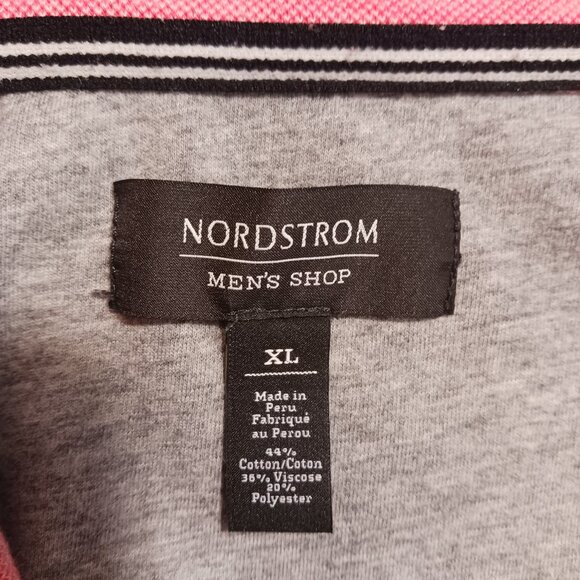 NORDSTROM
MEN'S SHOP
XL
Made in
Peru
Fabriqué
au Perou
44%
Cotton/Coton
36% Viscose
20%
Polyester